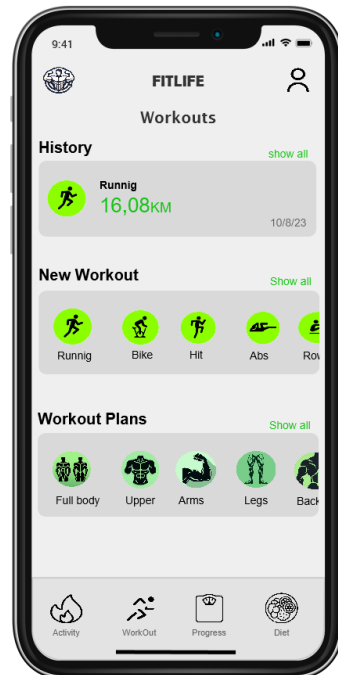 9:41
FITLIFE
Workouts
History
show all
Runnig
16,08KM
10/8/23
New Workout
Show all
Runnig Bike Hit Abs Rov
Workout Plans
Show all
Full body Upper Arms Legs Back
Activity WorkOut Progress Diet